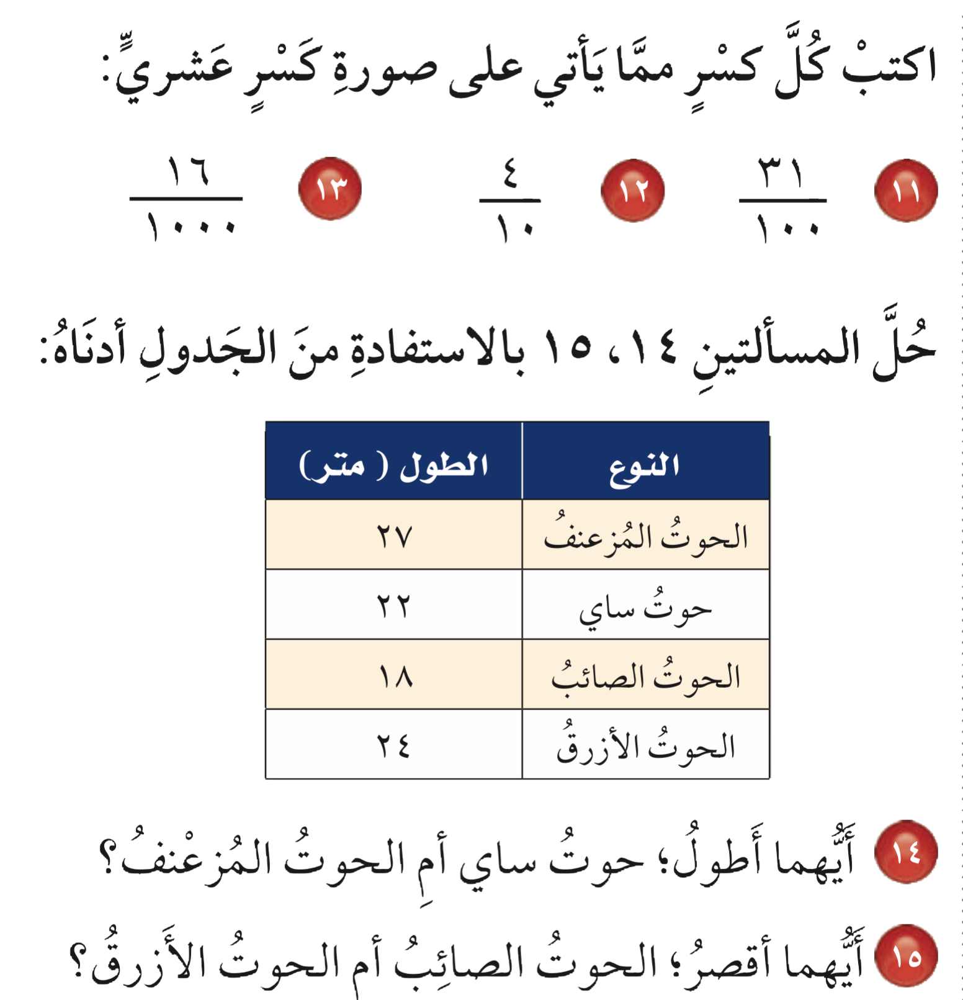 اكتبْ كُلَّ كسْرٍ ممَّا يَأتي على صورةِ كَسْرٍ عَشريٍّ:
١١ ٣١/١٠٠ ١٢ ٤/١٠ ١٣ ١٦/١٠٠٠
حُلَّ المسألتينِ ١٤، ١٥ بالاستفادةِ منَ الجَدولِ أدنَاهُ:
النوع الطول ( متر)
الحوتُ المُزعنفُ ٢٧
حوتُ ساي ٢٢
الحوتُ الصائبُ ١٨
الحوتُ الأزرقُ ٢٤
١٤ أَيُّهما أَطولُ؛ حوتُ ساي أمِ الحوتُ المُزعْنفُ؟
١٥ أَيُّهما أقصرُ؛ الحوتُ الصائِبُ أم الحوتُ الأَزرقُ؟